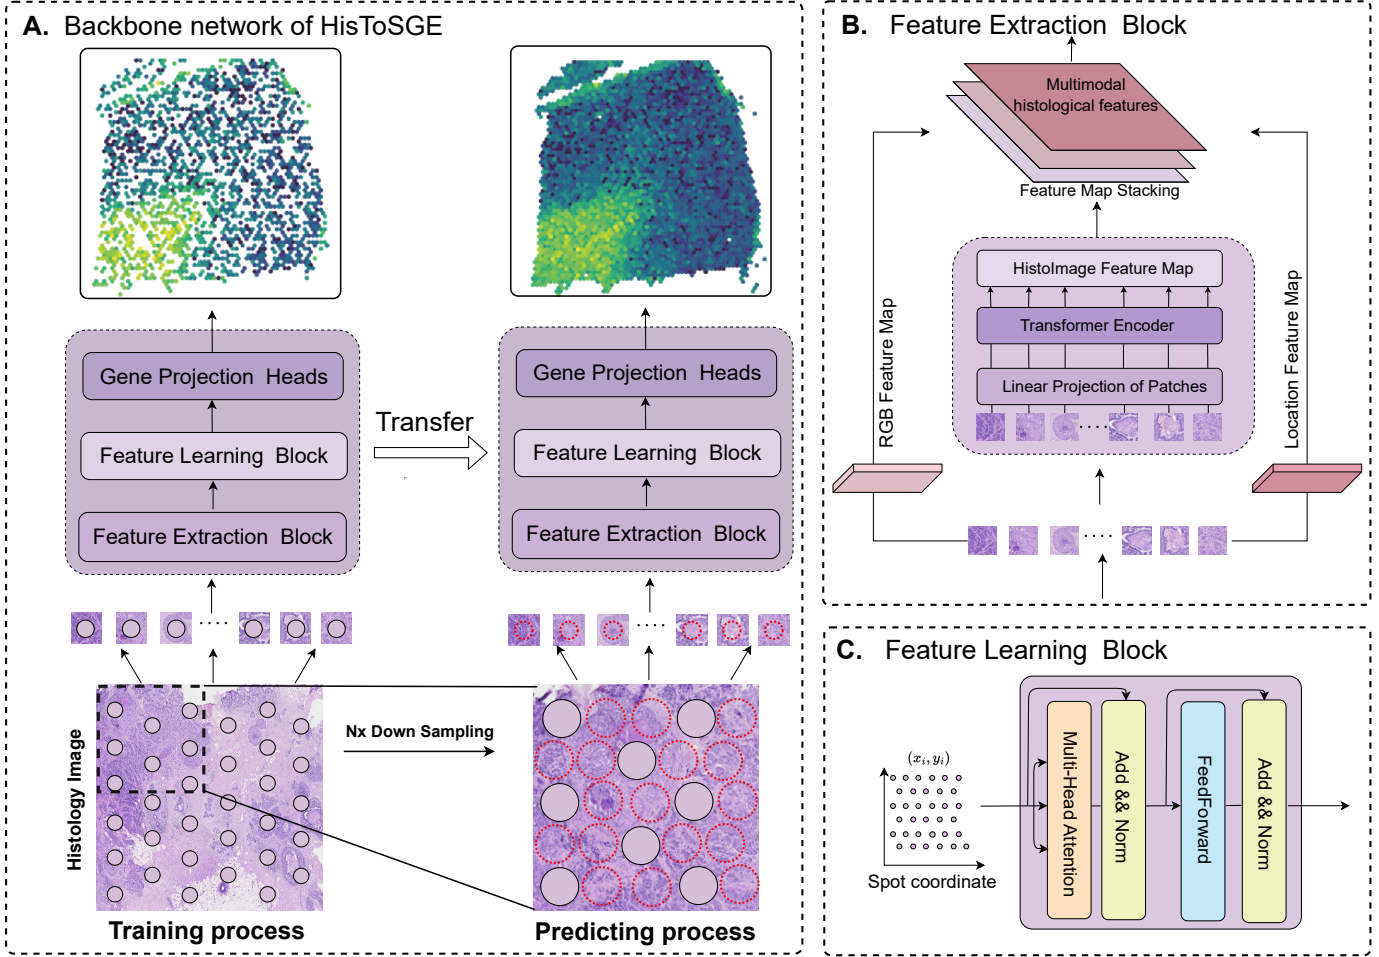 A. Backbone network of HisToSGE
Gene Projection Heads
Feature Learning Block
Feature Extraction Block
Transfer
Gene Projection Heads
Feature Learning Block
Feature Extraction Block
Histology Image
Nx Down Sampling
Training process
Predicting process
B. Feature Extraction Block
Multimodal
histological features
Feature Map Stacking
RGB Feature Map
HistoImage Feature Map
Transformer Encoder
Linear Projection of Patches
Location Feature Map
C. Feature Learning Block
(x_i, y_i)
Spot coordinate
Multi-Head Attention
Add && Norm
FeedForward
Add && Norm